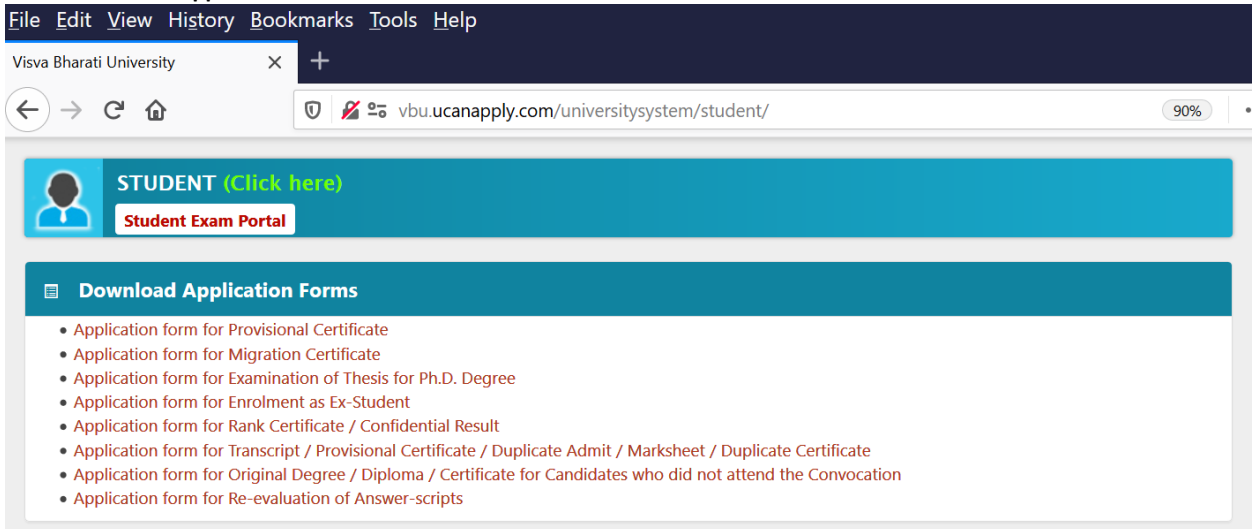 File Edit View History Bookmarks Tools Help
Visva Bharati University
vbu.ucanapply.com/universitysystem/student/ 90%
STUDENT (Click here)
Student Exam Portal
Download Application Forms
• Application form for Provisional Certificate
• Application form for Migration Certificate
• Application form for Examination of Thesis for Ph.D. Degree
• Application form for Enrolment as Ex-Student
• Application form for Rank Certificate / Confidential Result
• Application form for Transcript / Provisional Certificate / Duplicate Admit / Marksheet / Duplicate Certificate
• Application form for Original Degree / Diploma / Certificate for Candidates who did not attend the Convocation
• Application form for Re-evaluation of Answer-scripts